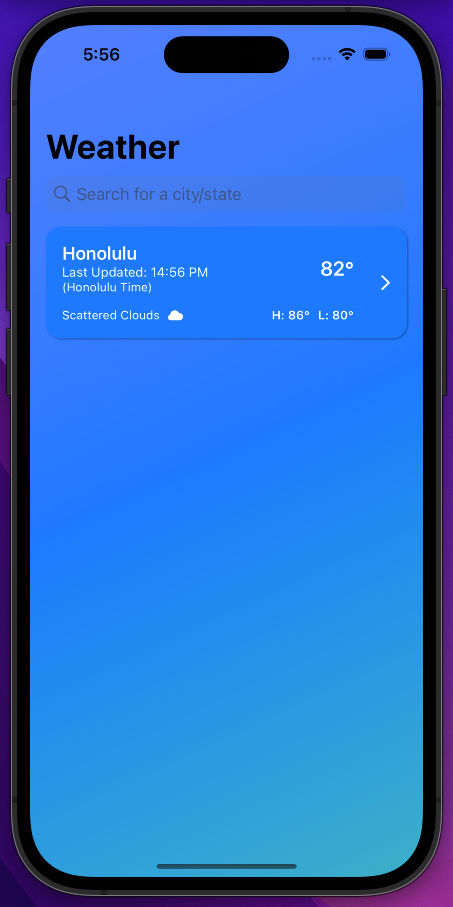 5:56
Weather
Search for a city/state
Honolulu
82°
Last Updated: 14:56 PM
(Honolulu Time)
Scattered Clouds
H: 86° L: 80°